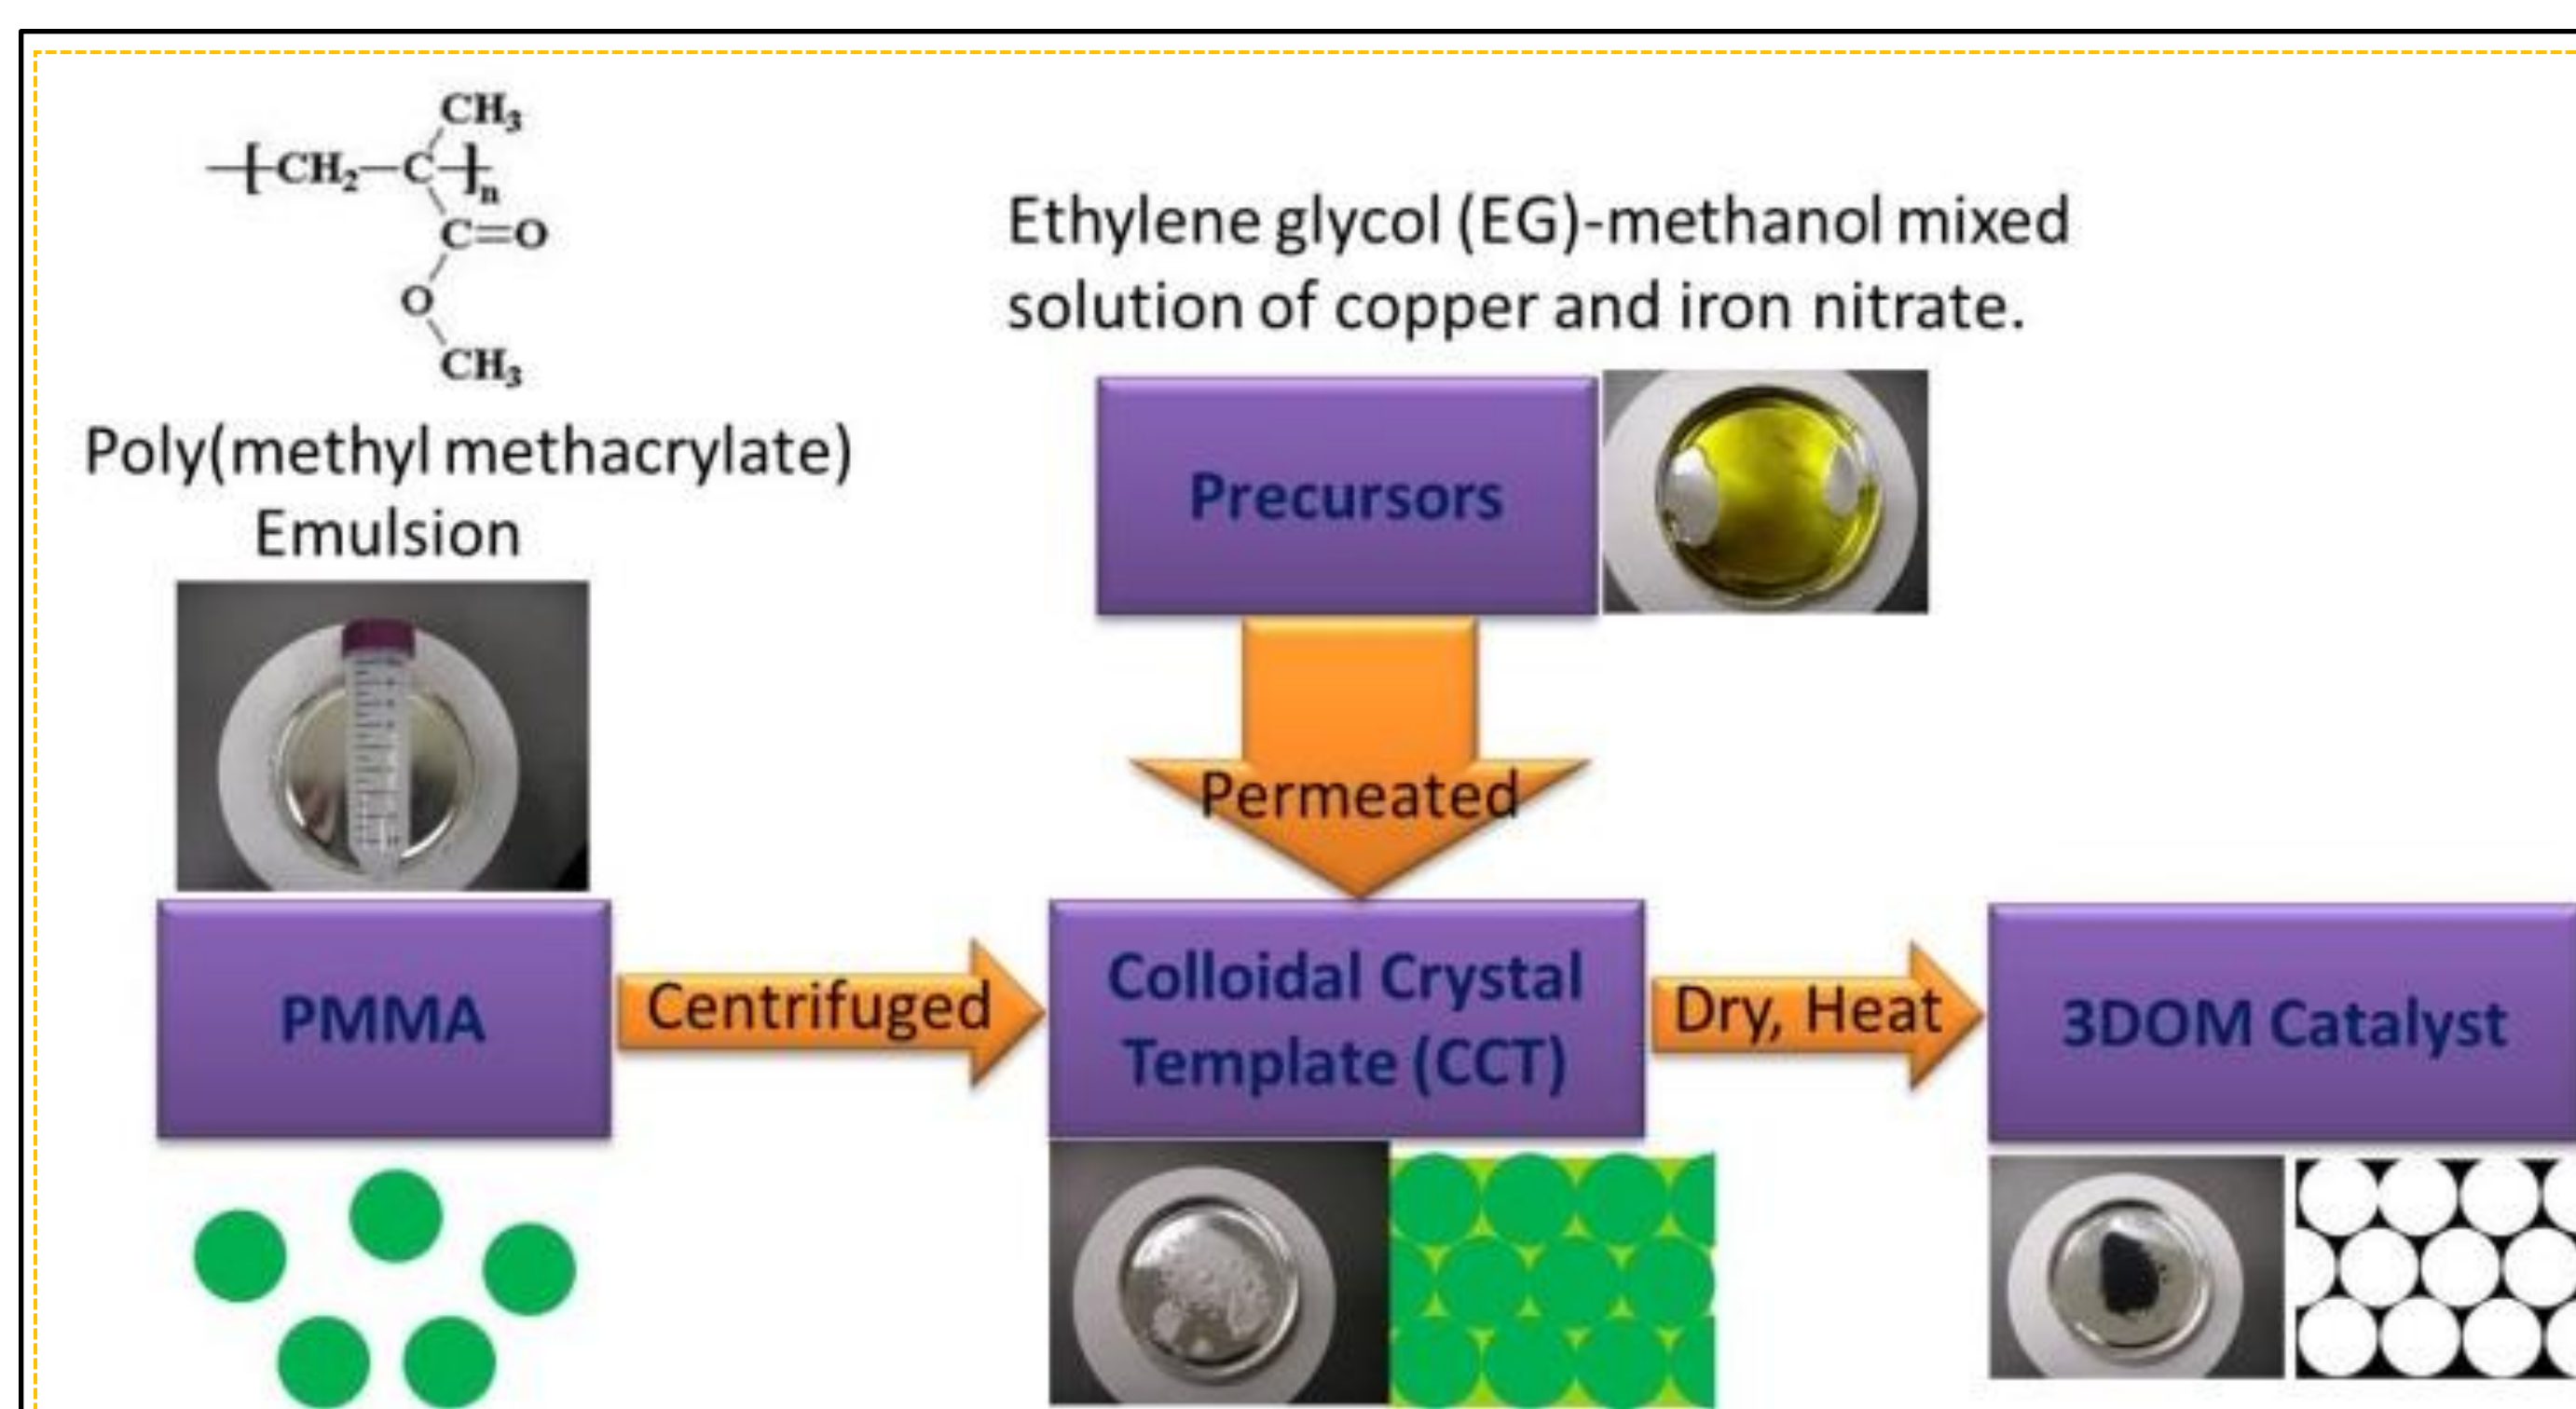 CH₃
-[-CH₂-C-]-n
C=O
O
CH₃
Poly(methyl methacrylate)
Emulsion
Ethylene glycol (EG)-methanol mixed
solution of copper and iron nitrate.
Precursors
Permeated
PMMA
Centrifuged
Colloidal Crystal
Template (CCT)
Dry, Heat
3DOM Catalyst